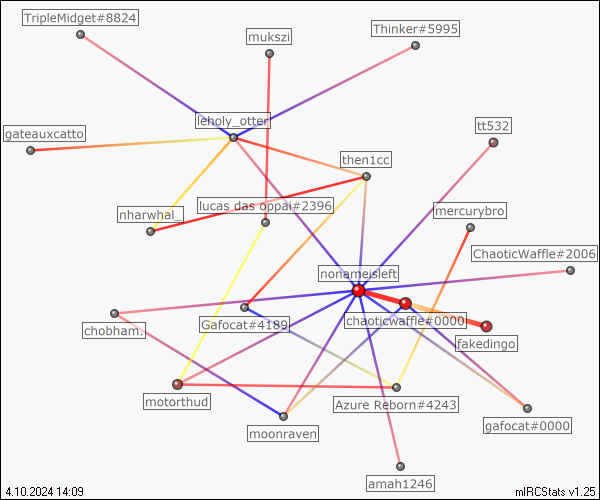 TripleMidget#8824
Thinker#5995
mukszi
leholy_otter
tt532
gateauxcatto
then1cc
lucas das oppai#2396
mercurybro
nharwhal_
ChaoticWaffle#2006
nonameisleft
chaoticwaffle#0000
Gafocat#4189
chobham.
fakedingo
motorthud
Azure Reborn#4243
gafocat#0000
moonraven
amah1246
4.10.2024 14:09
mIRCStats v1.25